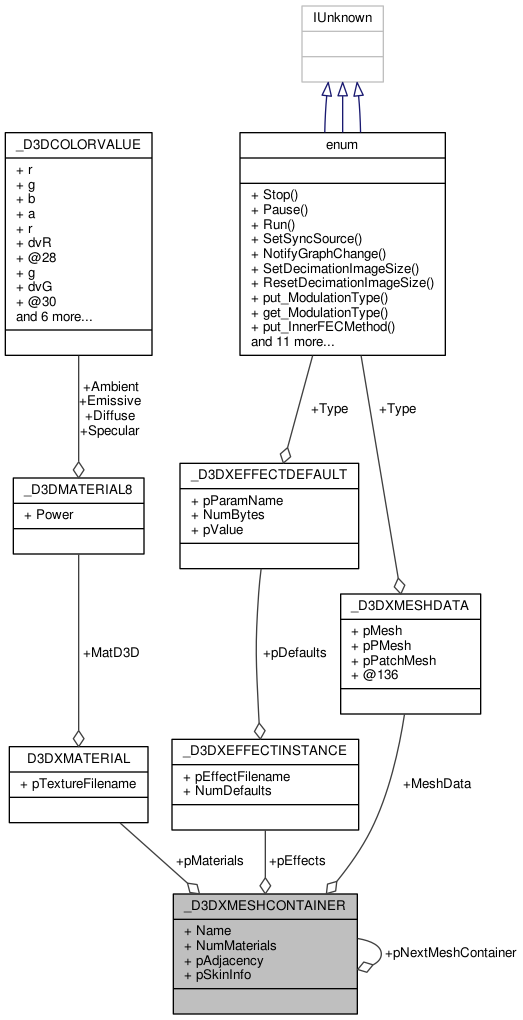 IUnknown
_D3DCOLORVALUE
+ r
+ g
+ b
+ a
+ r
+ dvR
+ @28
+ g
+ dvG
+ @30
and 6 more...
enum
+ Stop()
+ Pause()
+ Run()
+ SetSyncSource()
+ NotifyGraphChange()
+ SetDecimationImageSize()
+ ResetDecimationImageSize()
+ put_ModulationType()
+ get_ModulationType()
+ put_InnerFECMethod()
and 11 more...
+Ambient
+Emissive
+Diffuse
+Specular
+Type
+Type
_D3DMATERIAL8
+ Power
_D3DXEFFECTDEFAULT
+ pParamName
+ NumBytes
+ pValue
_D3DXMESHDATA
+ pMesh
+ pPMesh
+ pPatchMesh
+ @136
+MatD3D
+pDefaults
D3DXMATERIAL
+ pTextureFilename
_D3DXEFFECTINSTANCE
+ pEffectFilename
+ NumDefaults
+MeshData
+pMaterials
+pEffects
_D3DXMESHCONTAINER
+ Name
+ NumMaterials
+ pAdjacency
+ pSkinInfo
+pNextMeshContainer